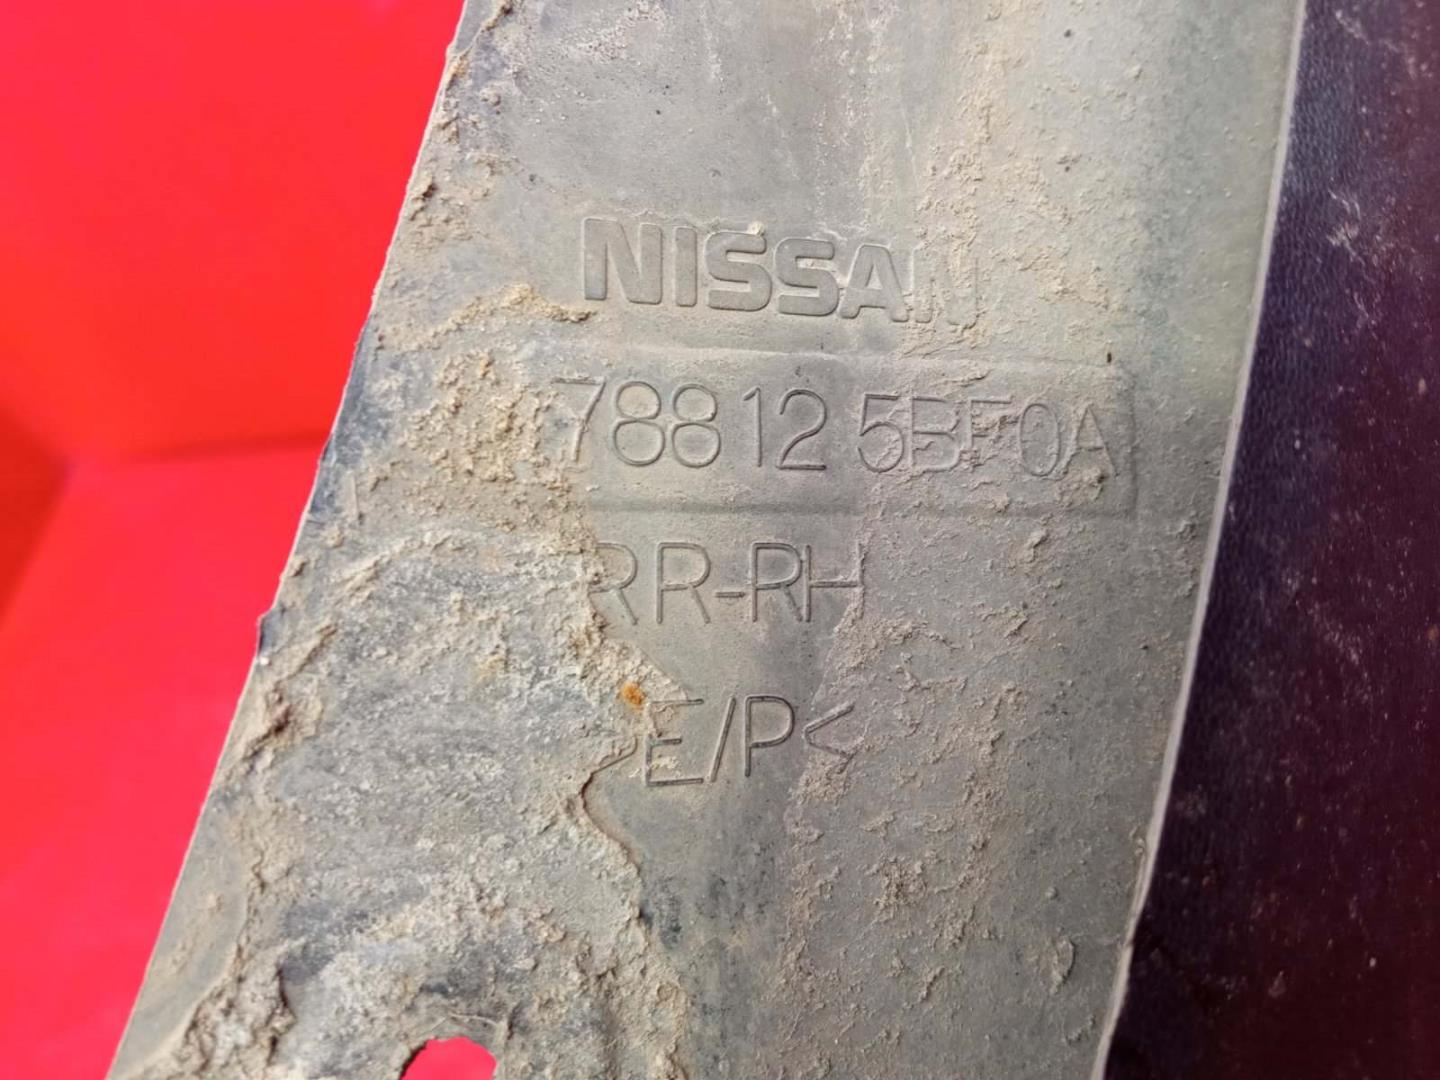 NISSAN
78812 5BF0A
RR-RH
>E/P<